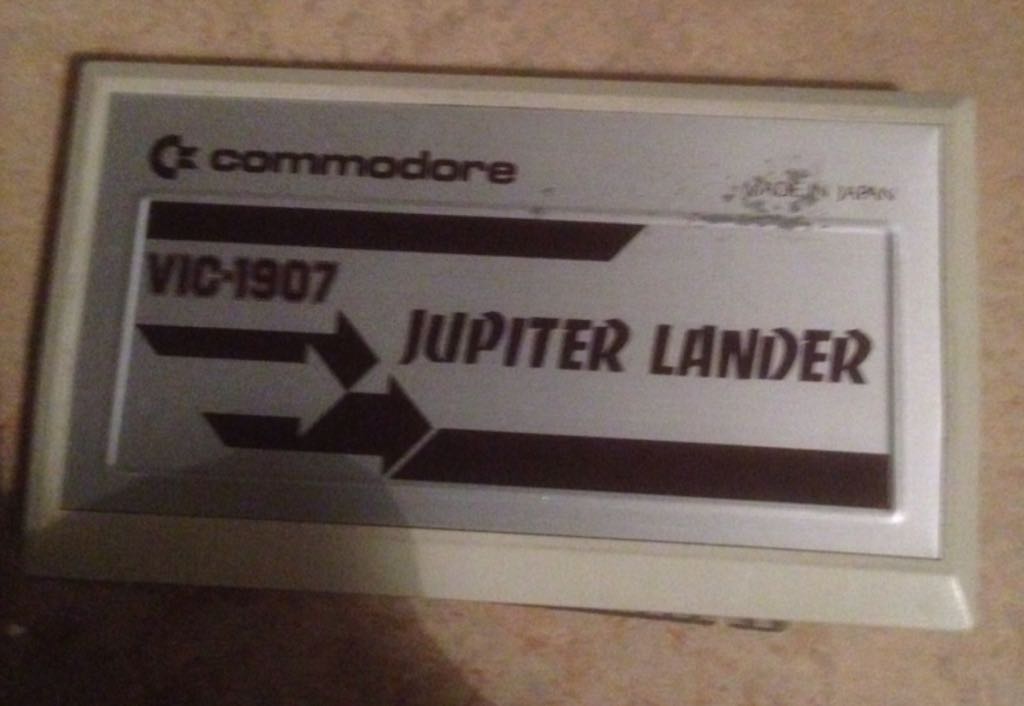 commodore
MADE IN JAPAN
VIC-1907
JUPITER LANDER